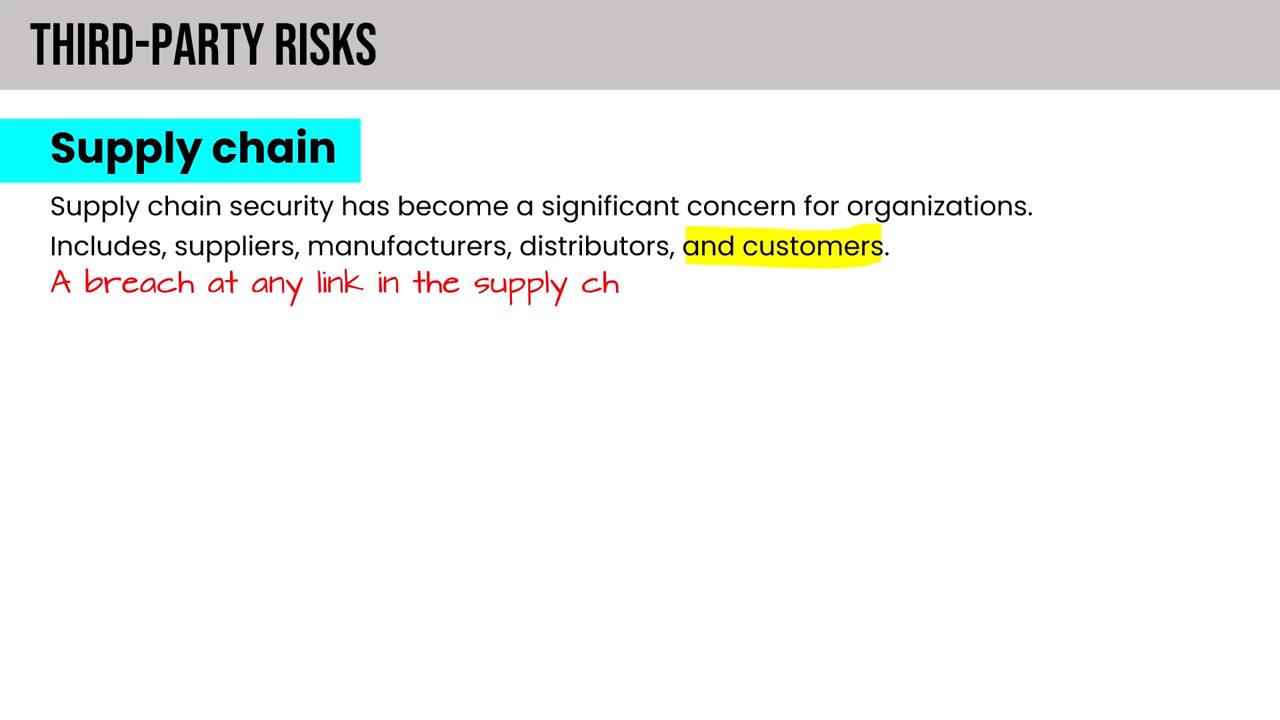 THIRD-PARTY RISKS
Supply chain
Supply chain security has become a significant concern for organizations.
Includes, suppliers, manufacturers, distributors, and customers.
A breach at any link in the supply ch